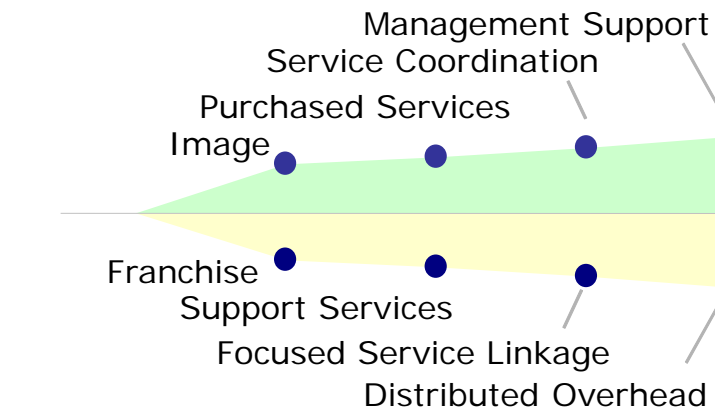 Management Support
Service Coordination
Purchased Services
Image
Franchise
Support Services
Focused Service Linkage
Distributed Overhead